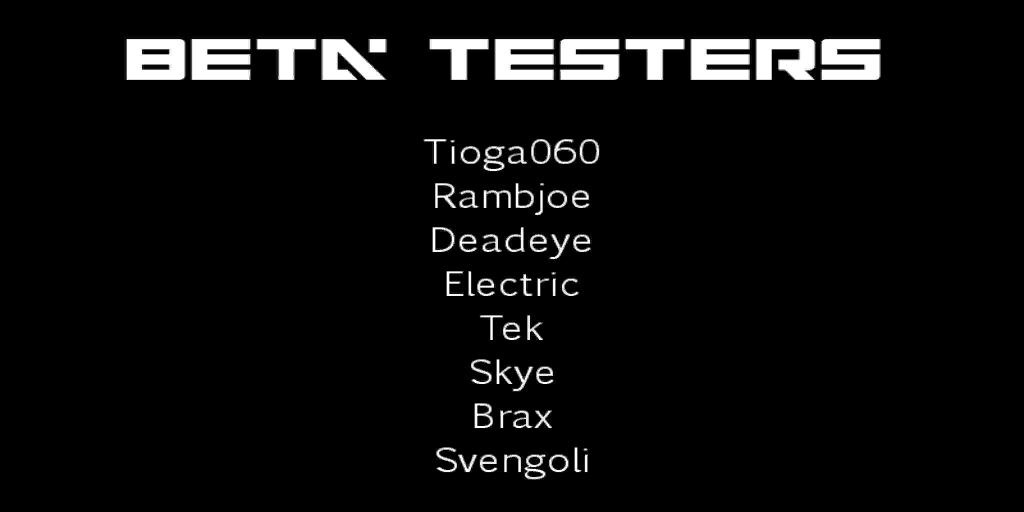 BETA TESTERS
Tioga060
Rambjoe
Deadeye
Electric
Tek
Skye
Brax
Svengoli